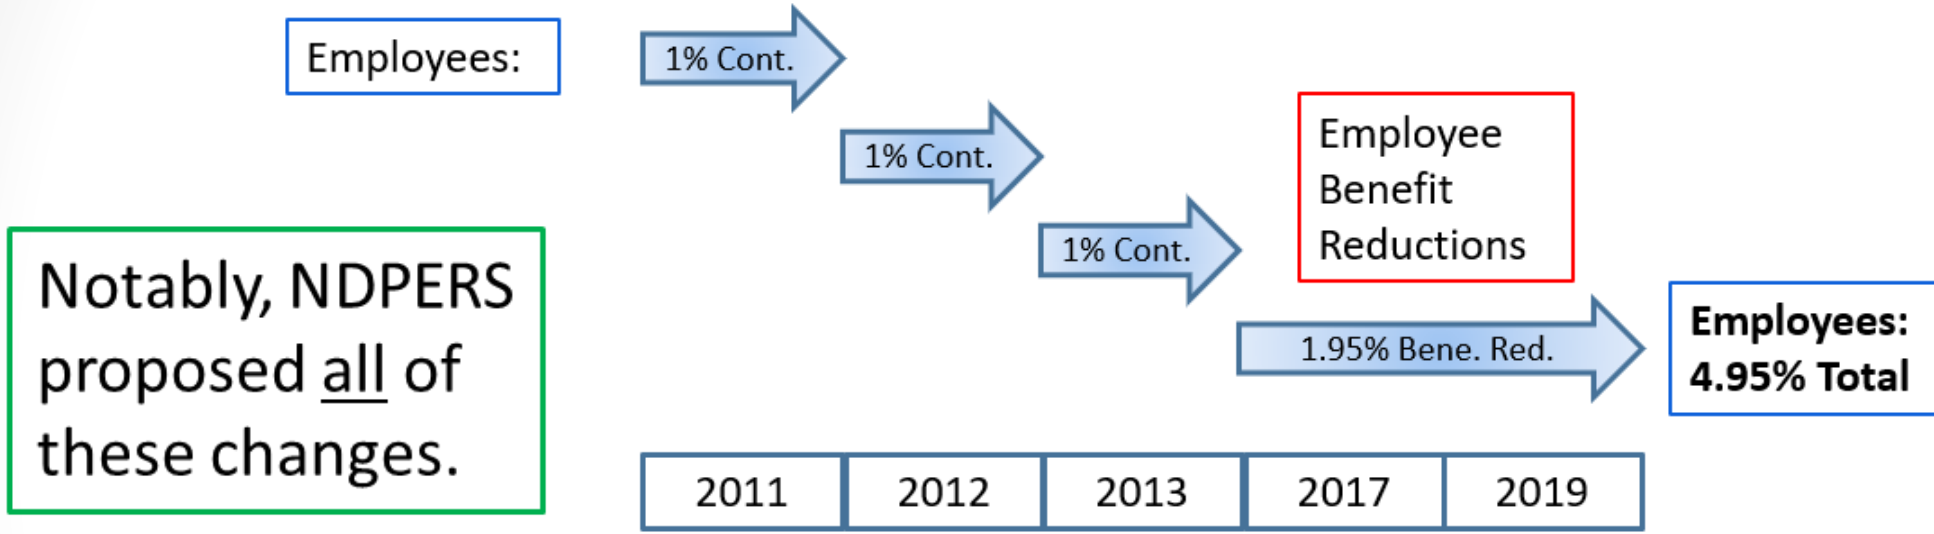 Employees:
1% Cont.
1% Cont.
1% Cont.
Employee
Benefit
Reductions
1.95% Bene. Red.
Employees:
4.95% Total
Notably, NDPERS
proposed all of
these changes.
2011 2012 2013 2017 2019